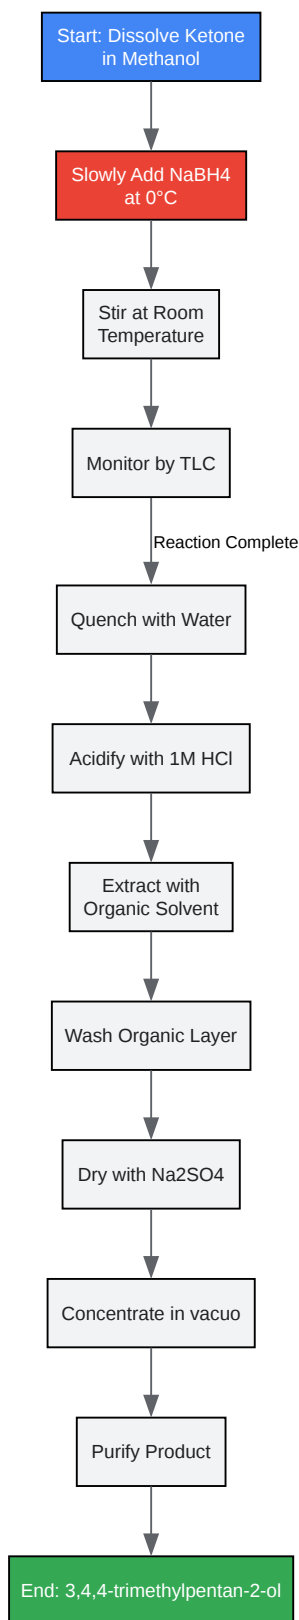 Start: Dissolve Ketone
in Methanol
Slowly Add NaBH4
at 0°C
Stir at Room
Temperature
Monitor by TLC
Reaction Complete
Quench with Water
Acidify with 1M HCl
Extract with
Organic Solvent
Wash Organic Layer
Dry with Na2SO4
Concentrate in vacuo
Purify Product
End: 3,4,4-trimethylpentan-2-ol